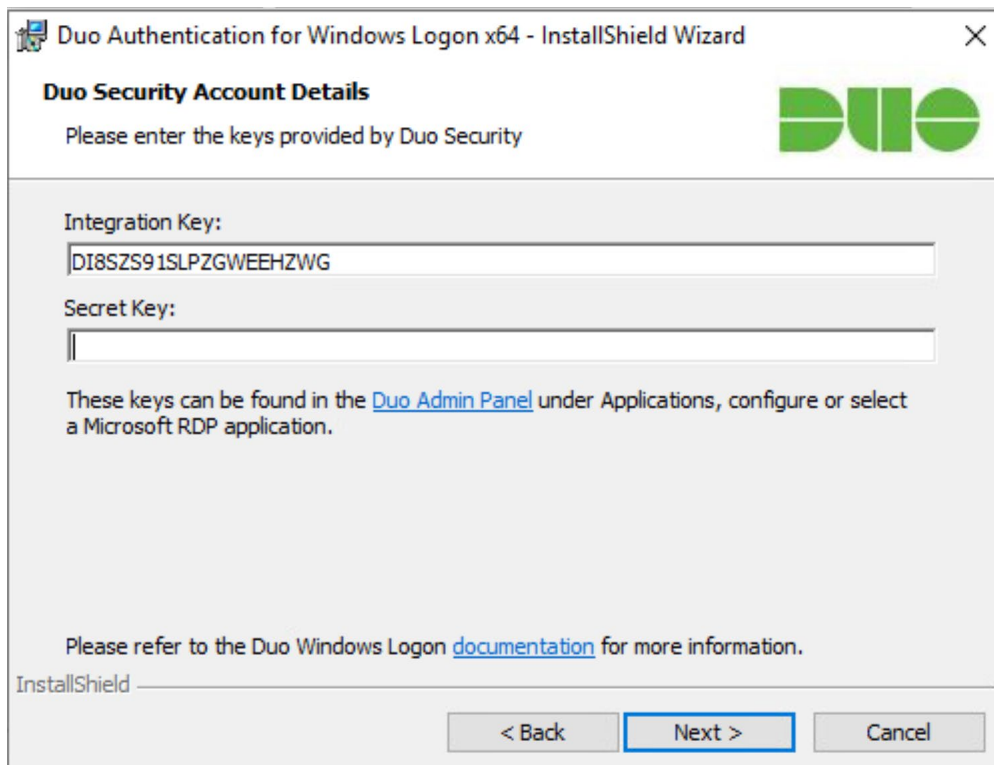 Duo Authentication for Windows Logon x64 - InstallShield Wizard
Duo Security Account Details
Please enter the keys provided by Duo Security
DUO
Integration Key:
DI8SZS91SLPZGWEEHZWG
Secret Key:
These keys can be found in the Duo Admin Panel under Applications, configure or select
a Microsoft RDP application.
Please refer to the Duo Windows Logon documentation for more information.
InstallShield
< Back Next > Cancel